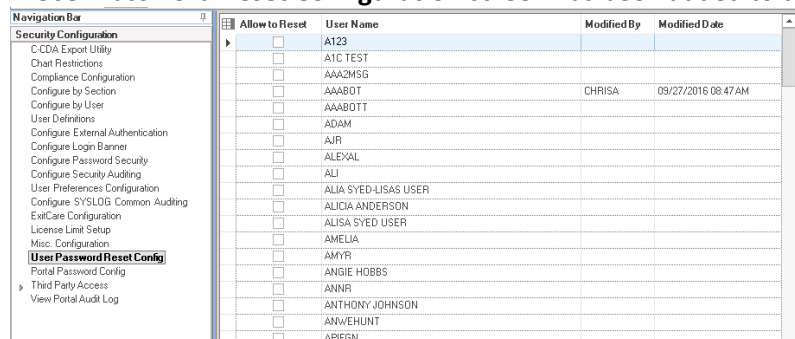 Navigation Bar
Security Configuration
C-CDA Export Utility
Chart Restrictions
Compliance Configuration
Configure by Section
Configure by User
User Definitions
Configure External Authentication
Configure Login Banner
Configure Password Security
Configure Security Auditing
User Preferences Configuration
Configure SYSLOG Common Auditing
ExitCare Configuration
License Limit Setup
Misc. Configuration
User Password Reset Config
Portal Password Config
Third Party Access
View Portal Audit Log
Allow to Reset User Name Modified By Modified Date
A123
A1C TEST
AAA2MSG
AAABOT CHRISA 09/27/2016 08:47 AM
AAABOTT
ADAM
AJR
ALEXAL
ALI
ALIA SYED-LISAS USER
ALICIA ANDERSON
ALISA SYED USER
AMELIA
AMYR
ANGIE HOBBS
ANNR
ANTHONY JOHNSON
ANWEHUNT